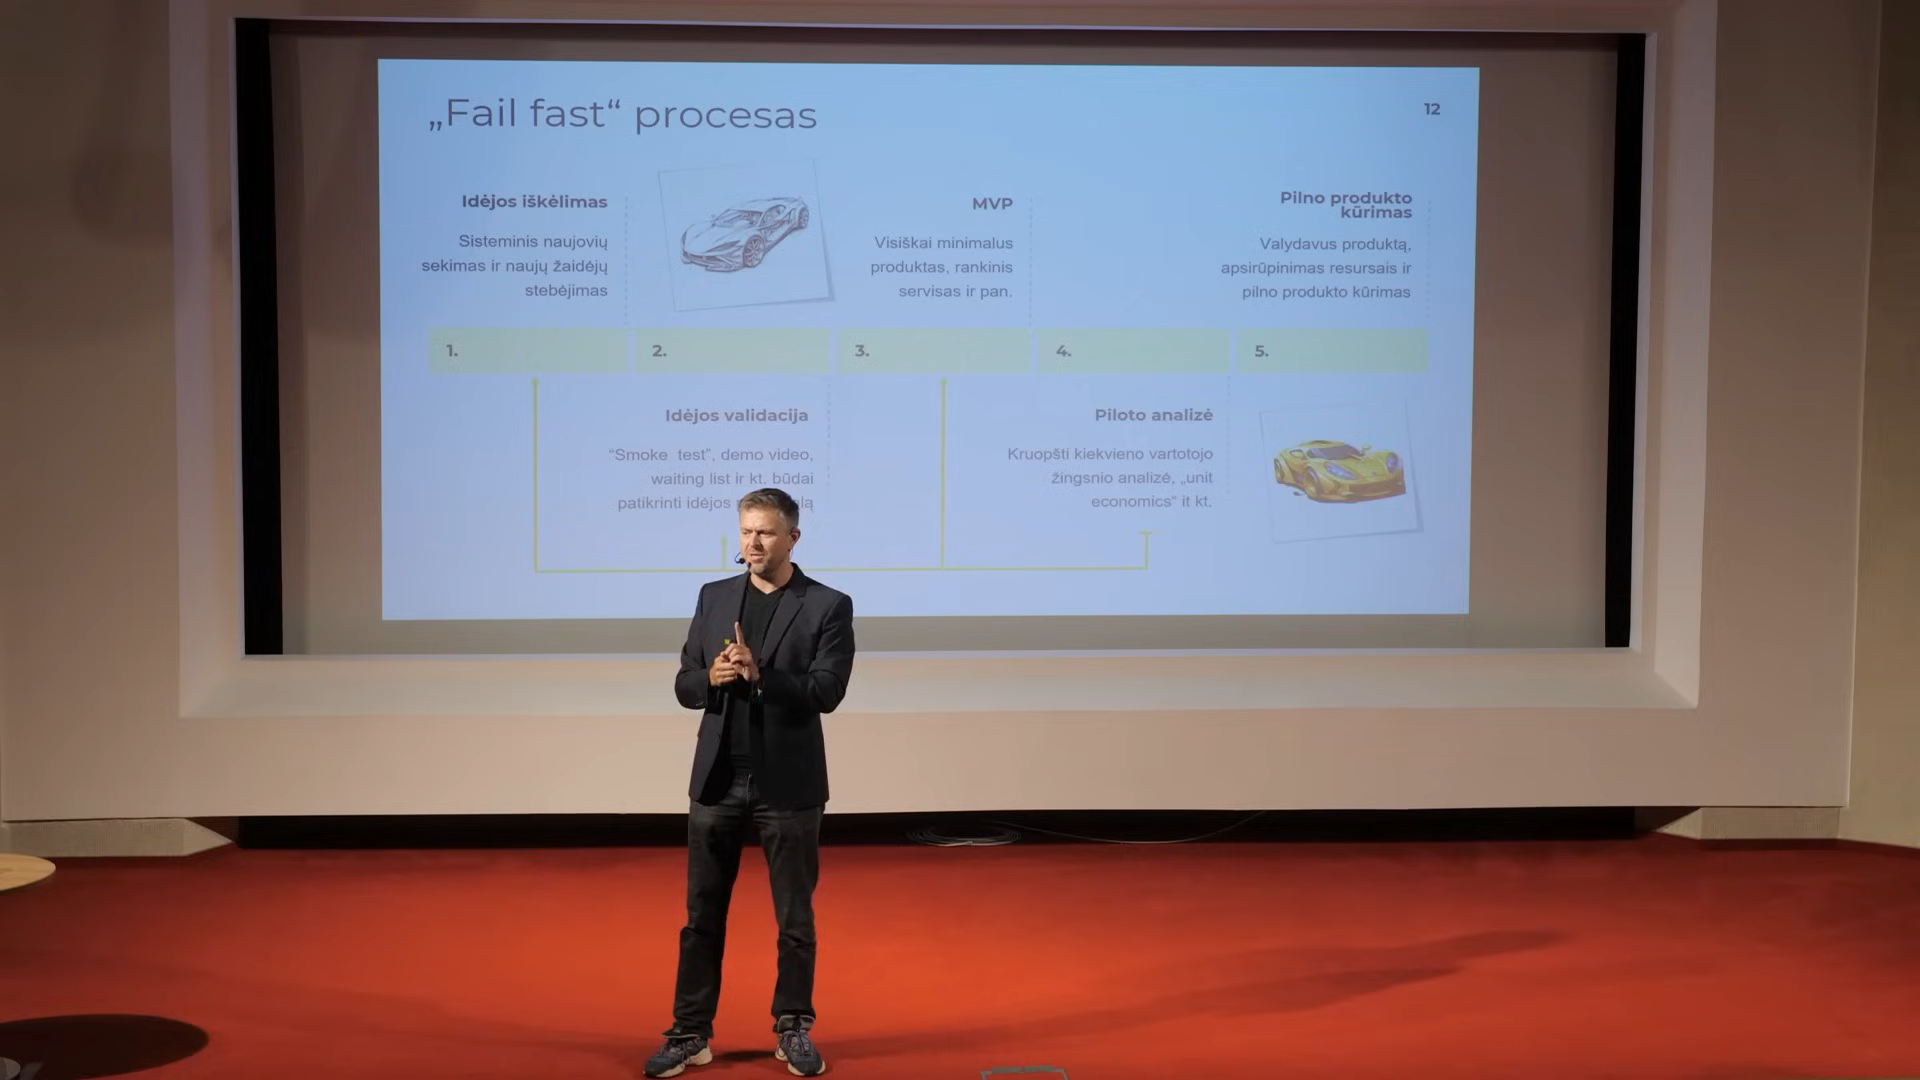 „Fail fast“ procesas
12
Idėjos iškėlimas
Sisteminis naujovių
sekimas ir naujų žaidėjų
stebėjimas
MVP
Visiškai minimalus
produktas, rankinis
servisas ir pan.
Pilno produkto
kūrimas
Valydavus produktą,
apsirūpinimas resursais ir
pilno produkto kūrimas
1.
2.
3.
4.
5.
Idėjos validacija
“Smoke  test”, demo video,
waiting list ir kt. būdai
patikrinti idėjos
Piloto analizė
Kruopšti kiekvieno vartotojo
žingsnio analizė, „unit
economics“ it kt.